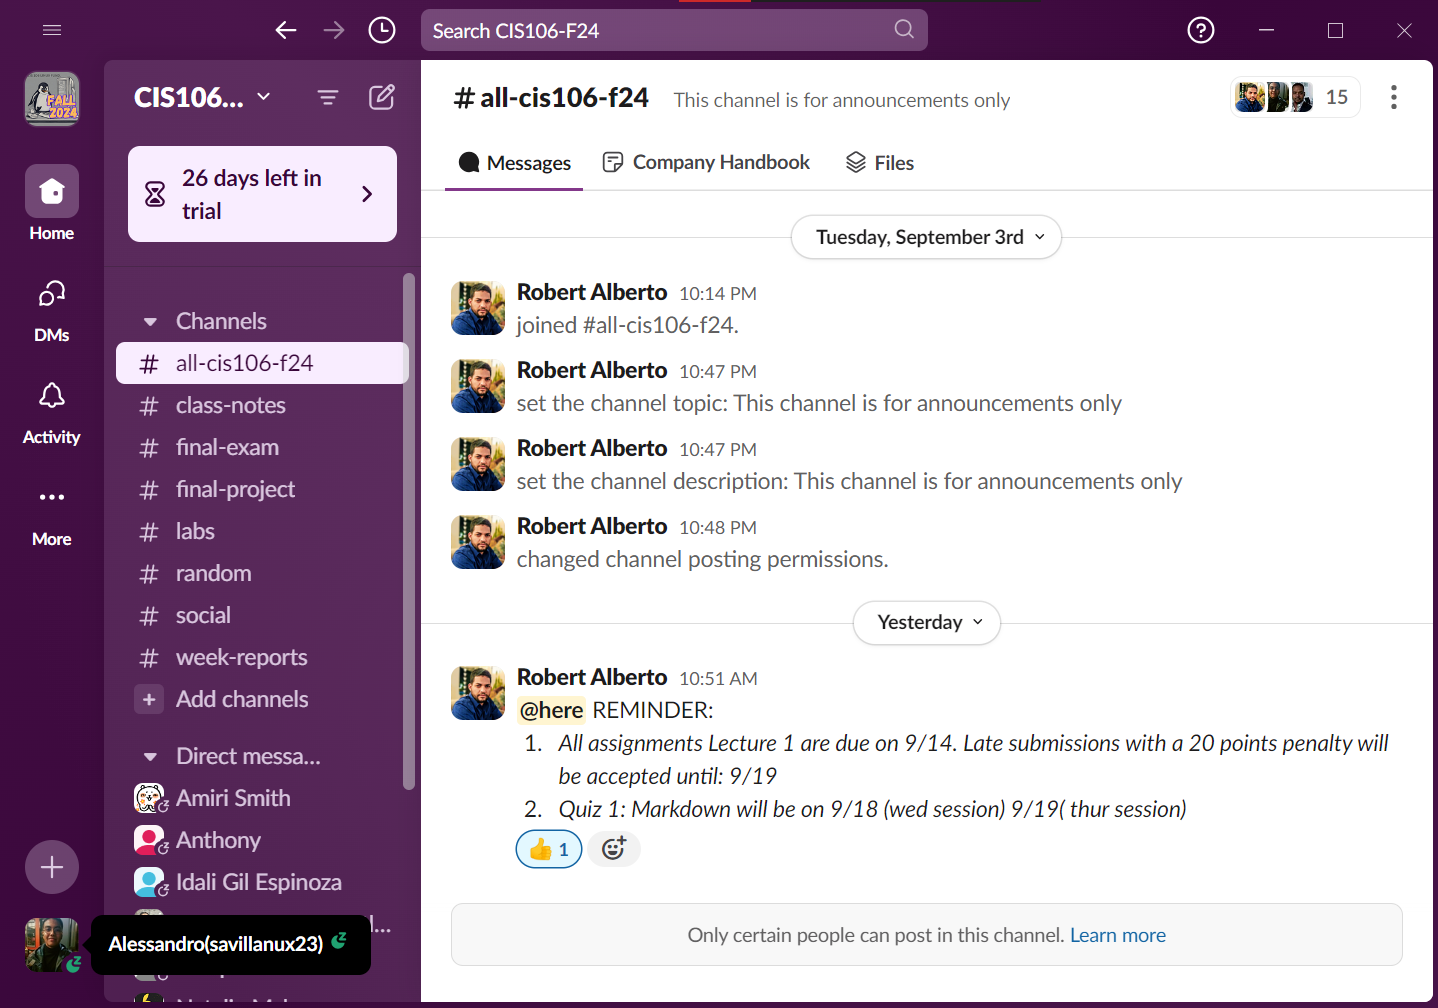 Search CIS106-F24
FALL
2024
CIS106...
26 days left in
trial
Home
DMs
Activity
More
Channels
all-cis106-f24
class-notes
final-exam
final-project
labs
random
social
week-reports
Add channels
Direct messa...
Amiri Smith
Anthony
Idali Gil Espinoza
Alessandro(savillanux23)
# all-cis106-f24
This channel is for announcements only
15
Messages
Company Handbook
Files
Tuesday, September 3rd
Robert Alberto 10:14 PM
joined #all-cis106-f24.
Robert Alberto 10:47 PM
set the channel topic: This channel is for announcements only
Robert Alberto 10:47 PM
set the channel description: This channel is for announcements only
Robert Alberto 10:48 PM
changed channel posting permissions.
Yesterday
Robert Alberto 10:51 AM
@here REMINDER:
1. All assignments Lecture 1 are due on 9/14. Late submissions with a 20 points penalty will
be accepted until: 9/19
2. Quiz 1: Markdown will be on 9/18 (wed session) 9/19( thur session)
👍 1
Only certain people can post in this channel. Learn more